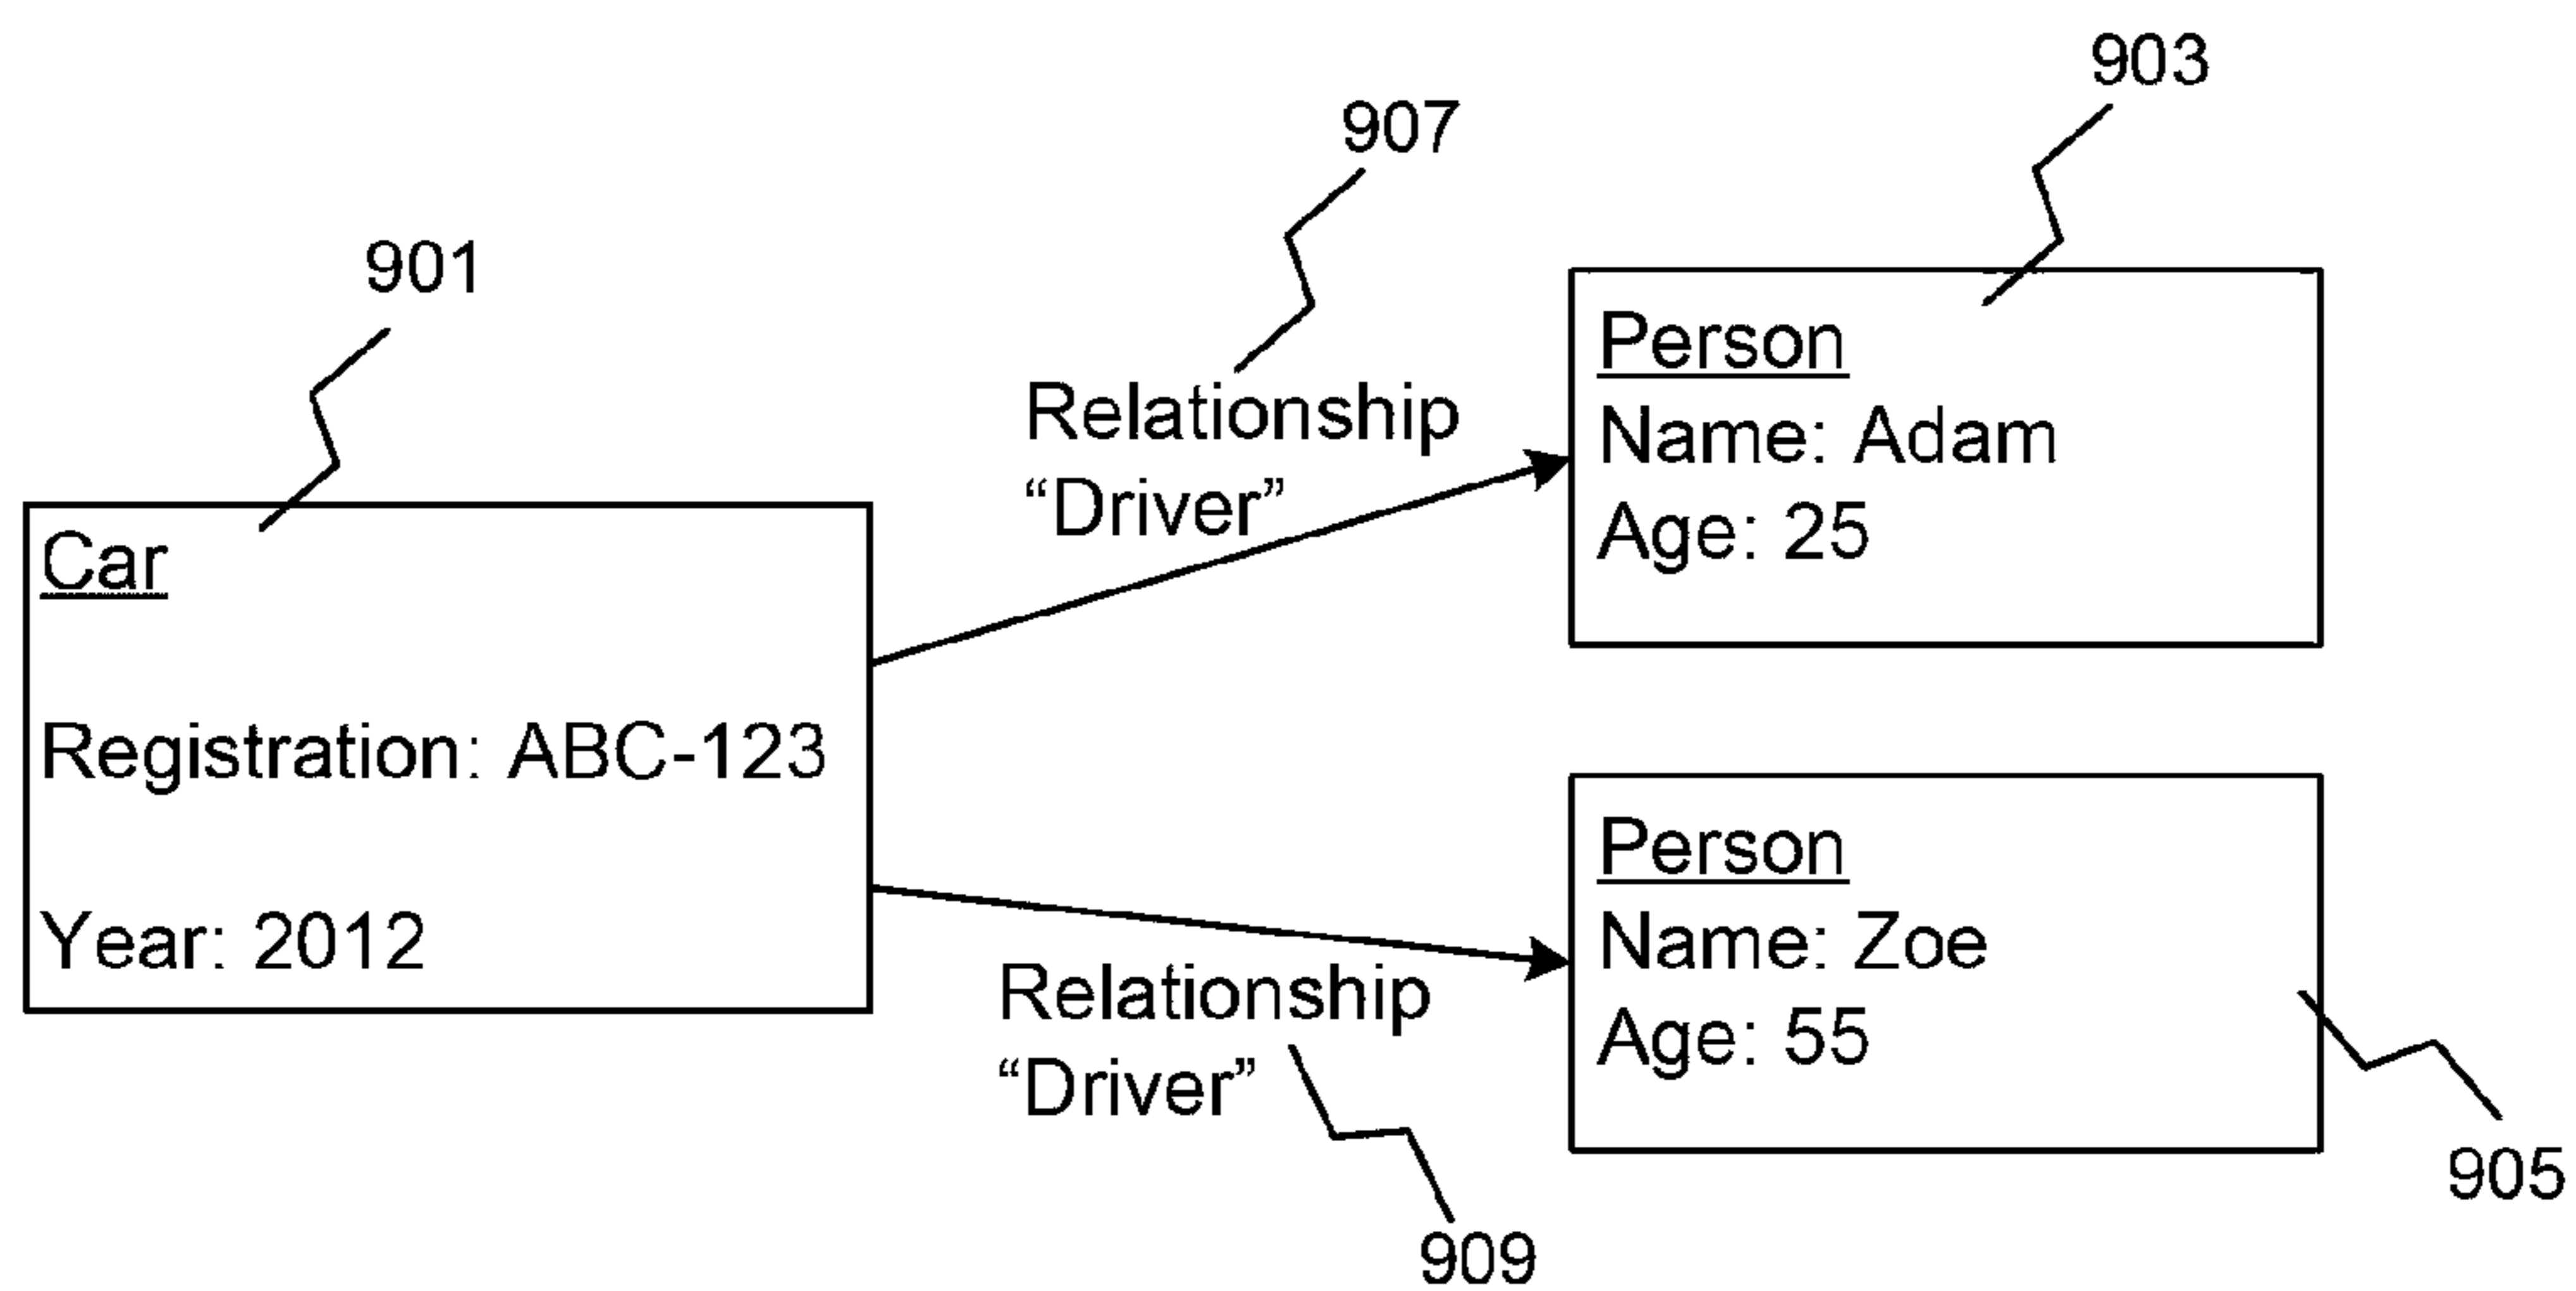 903
907
901
Person
Name: Adam
Age: 25
Relationship
“Driver”
Car
Registration: ABC-123
Year: 2012
Person
Name: Zoe
Age: 55
Relationship
“Driver”
905
909